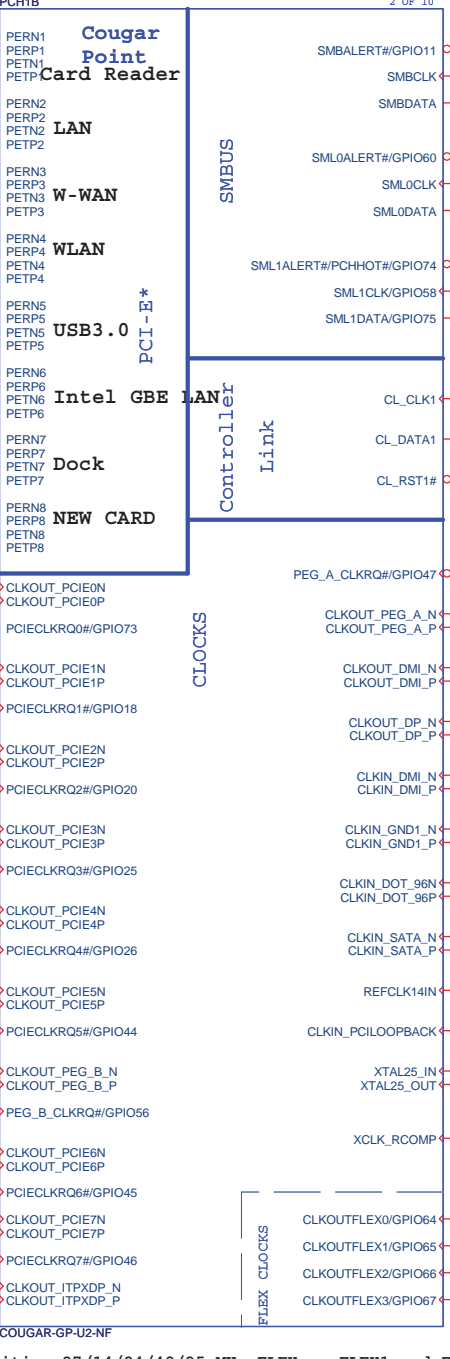 PCH1B
2 OF 10
Cougar
Point
PERN1
PERP1
PETN1
PETP1
Card Reader
PERN2
PERP2
PETN2
PETP2
LAN
PERN3
PERP3
PETN3
PETP3
W-WAN
PERN4
PERP4
PETN4
PETP4
WLAN
PERN5
PERP5
PETN5
PETP5
USB3.0
PCI-E*
PERN6
PERP6
PETN6
PETP6
Intel GBE LAN
PERN7
PERP7
PETN7
PETP7
Dock
PERN8
PERP8
PETN8
PETP8
NEW CARD
SMBUS
SMBALERT#/GPIO11
SMBCLK
SMBDATA
SML0ALERT#/GPIO60
SML0CLK
SML0DATA
SML1ALERT#/PCHHOT#/GPIO74
SML1CLK/GPIO58
SML1DATA/GPIO75
Controller
Link
CL_CLK1
CL_DATA1
CL_RST1#
CLOCKS
CLKOUT_PCIE0N
CLKOUT_PCIE0P
PCIECLKRQ0#/GPIO73
CLKOUT_PCIE1N
CLKOUT_PCIE1P
PCIECLKRQ1#/GPIO18
CLKOUT_PCIE2N
CLKOUT_PCIE2P
PCIECLKRQ2#/GPIO20
CLKOUT_PCIE3N
CLKOUT_PCIE3P
PCIECLKRQ3#/GPIO25
CLKOUT_PCIE4N
CLKOUT_PCIE4P
PCIECLKRQ4#/GPIO26
CLKOUT_PCIE5N
CLKOUT_PCIE5P
PCIECLKRQ5#/GPIO44
CLKOUT_PEG_B_N
CLKOUT_PEG_B_P
PEG_B_CLKRQ#/GPIO56
CLKOUT_PCIE6N
CLKOUT_PCIE6P
PCIECLKRQ6#/GPIO45
CLKOUT_PCIE7N
CLKOUT_PCIE7P
PCIECLKRQ7#/GPIO46
CLKOUT_ITPXDP_N
CLKOUT_ITPXDP_P
PEG_A_CLKRQ#/GPIO47
CLKOUT_PEG_A_N
CLKOUT_PEG_A_P
CLKOUT_DMI_N
CLKOUT_DMI_P
CLKOUT_DP_N
CLKOUT_DP_P
CLKIN_DMI_N
CLKIN_DMI_P
CLKIN_GND1_N
CLKIN_GND1_P
CLKIN_DOT_96N
CLKIN_DOT_96P
CLKIN_SATA_N
CLKIN_SATA_P
REFCLK14IN
CLKIN_PCILOOPBACK
XTAL25_IN
XTAL25_OUT
XCLK_RCOMP
FLEX CLOCKS
CLKOUTFLEX0/GPIO64
CLKOUTFLEX1/GPIO65
CLKOUTFLEX2/GPIO66
CLKOUTFLEX3/GPIO67
COUGAR-GP-U2-NF